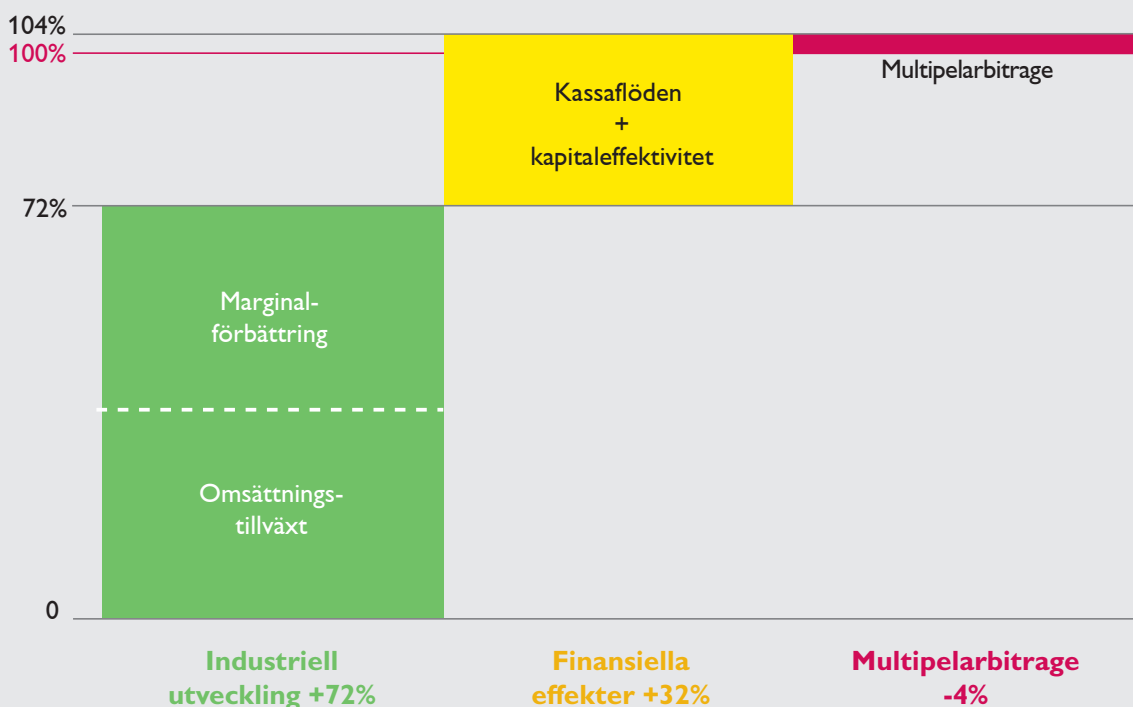 104%
100%
Kassaflöden
+
kapitaleffektivitet
Multipelarbitrage
72%
Marginal-
förbättring
Omsättnings-
tillväxt
0
Industriell
utveckling +72%
Finansiella
effekter +32%
Multipelarbitrage
-4%